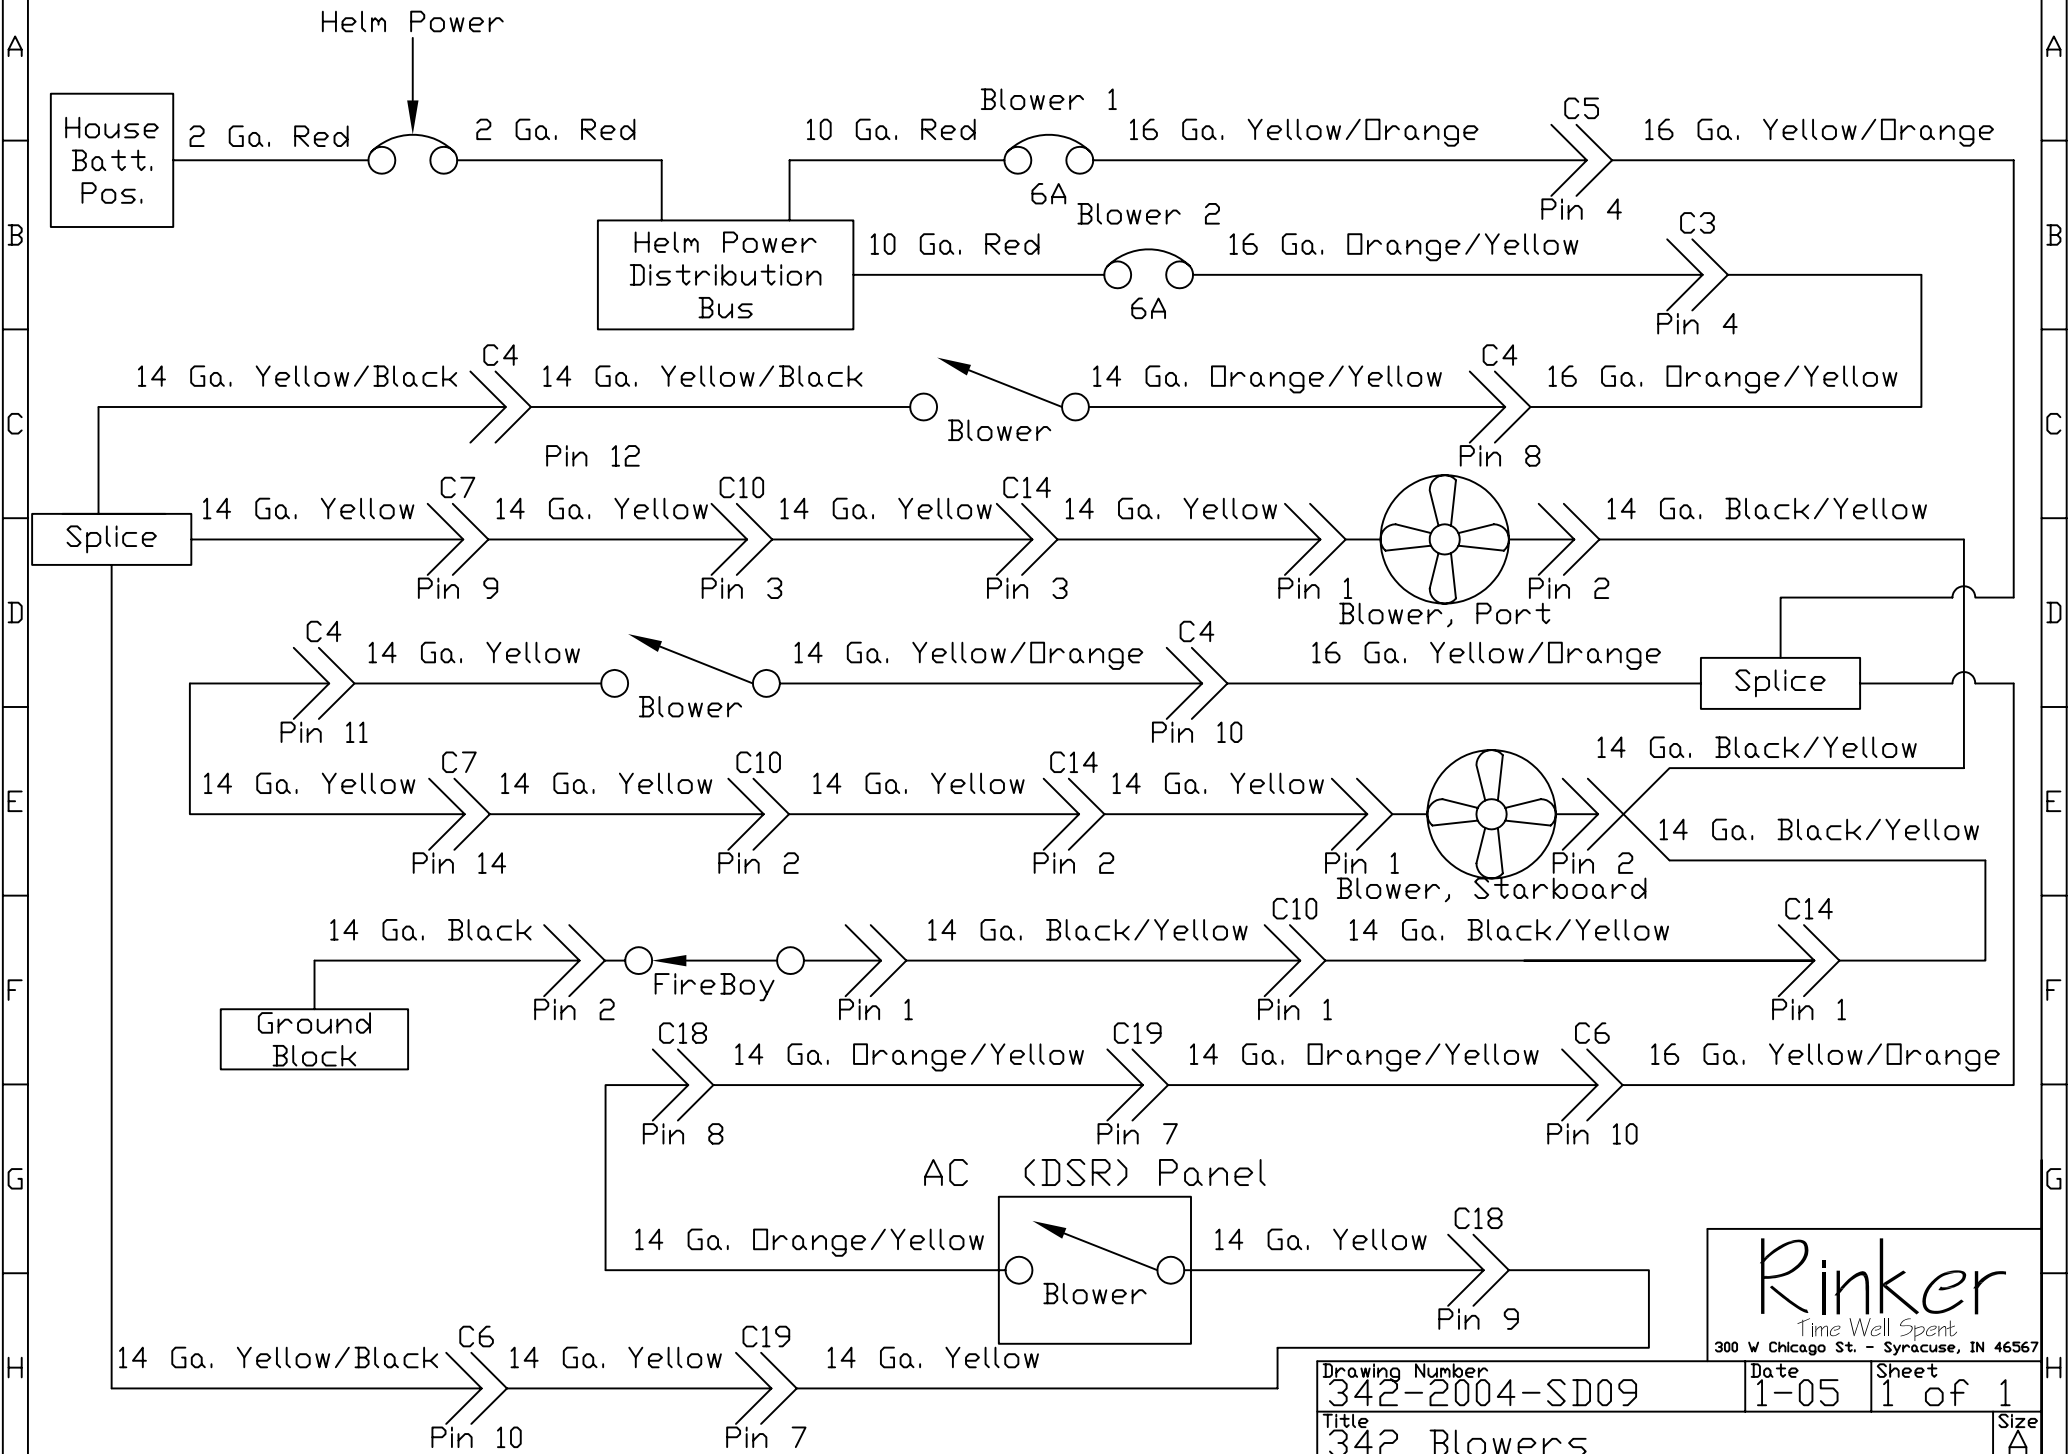 Helm Power
A
A
House
Batt.
Pos.
2 Ga. Red
2 Ga. Red
10 Ga. Red
Blower 1
6A
16 Ga. Yellow/Orange
C5
Pin 4
16 Ga. Yellow/Orange
B
B
Helm Power
Distribution
Bus
10 Ga. Red
Blower 2
6A
16 Ga. Orange/Yellow
C3
Pin 4
C
C
14 Ga. Yellow/Black
C4
Pin 12
14 Ga. Yellow/Black
Blower
14 Ga. Orange/Yellow
C4
Pin 8
16 Ga. Orange/Yellow
Splice
14 Ga. Yellow
C7
Pin 9
14 Ga. Yellow
C10
Pin 3
14 Ga. Yellow
C14
Pin 3
14 Ga. Yellow
Pin 1
Blower, Port
Pin 2
14 Ga. Black/Yellow
D
D
C4
Pin 11
14 Ga. Yellow
Blower
14 Ga. Yellow/Orange
C4
Pin 10
16 Ga. Yellow/Orange
Splice
E
E
14 Ga. Yellow
C7
Pin 14
14 Ga. Yellow
C10
Pin 2
14 Ga. Yellow
C14
Pin 2
14 Ga. Yellow
Pin 1
Blower, Starboard
Pin 2
14 Ga. Black/Yellow
14 Ga. Black/Yellow
F
F
14 Ga. Black
Ground
Block
Pin 2
FireBoy
Pin 1
14 Ga. Black/Yellow
C10
Pin 1
14 Ga. Black/Yellow
C14
Pin 1
C18
Pin 8
14 Ga. Orange/Yellow
C19
Pin 7
14 Ga. Orange/Yellow
C6
Pin 10
16 Ga. Yellow/Orange
G
G
AC (DSR) Panel
14 Ga. Orange/Yellow
Blower
14 Ga. Yellow
C18
Pin 9
H
H
14 Ga. Yellow/Black
C6
Pin 10
14 Ga. Yellow
C19
Pin 7
14 Ga. Yellow
Rinker
Time Well Spent
300 W Chicago St. - Syracuse, IN 46567
Drawing Number
342-2004-SD09
Date
1-05
Sheet
1 of 1
Title
342 Blowers
Size
A